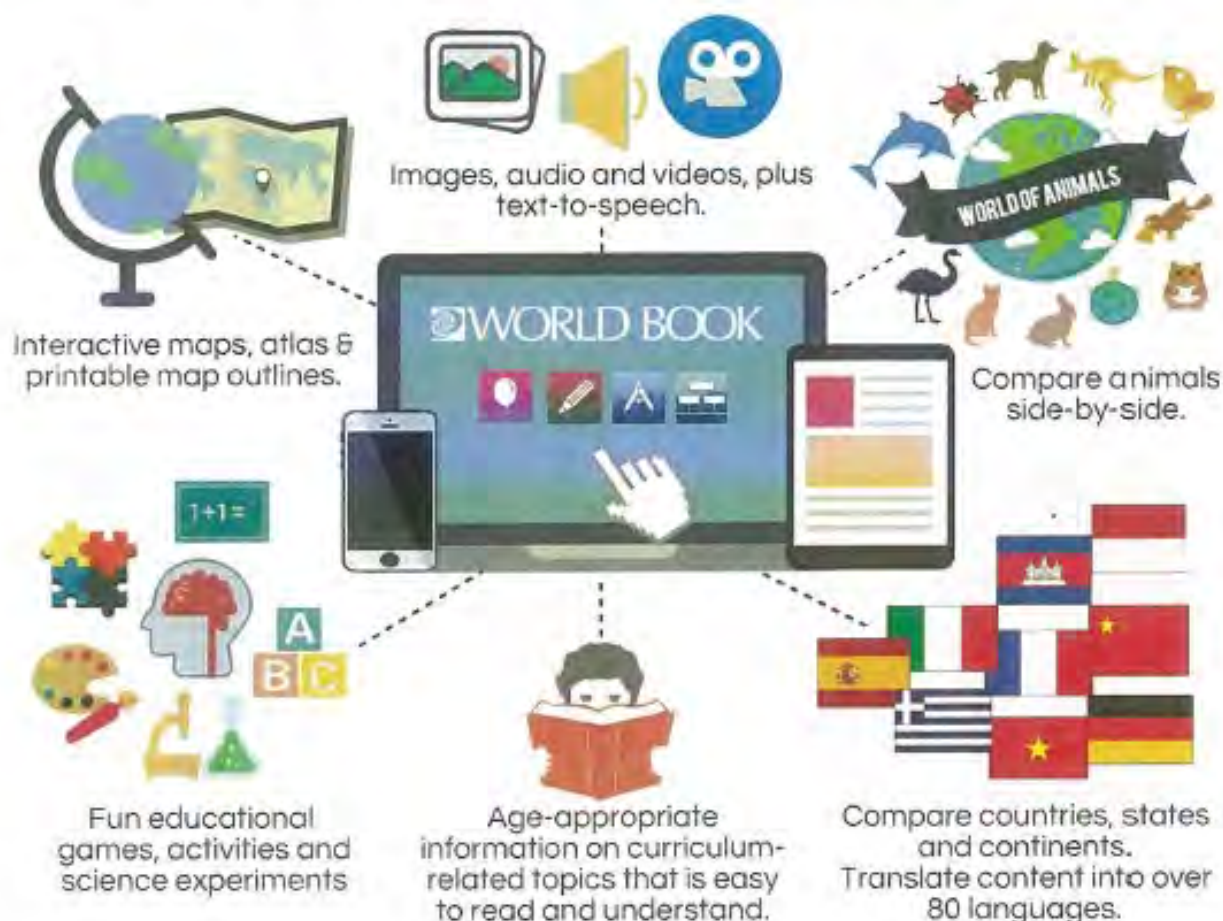 Images, audio and videos, plus
text-to-speech.
WORLD OF ANIMALS
Interactive maps, atlas &
printable map outlines.
WORLD BOOK
Compare animals
side-by-side.
1+1=
A
B C
Fun educational
games, activities and
science experiments
Age-appropriate
information on curriculum-
related topics that is easy
to read and understand.
Compare countries, states
and continents.
Translate content into over
80 languages.